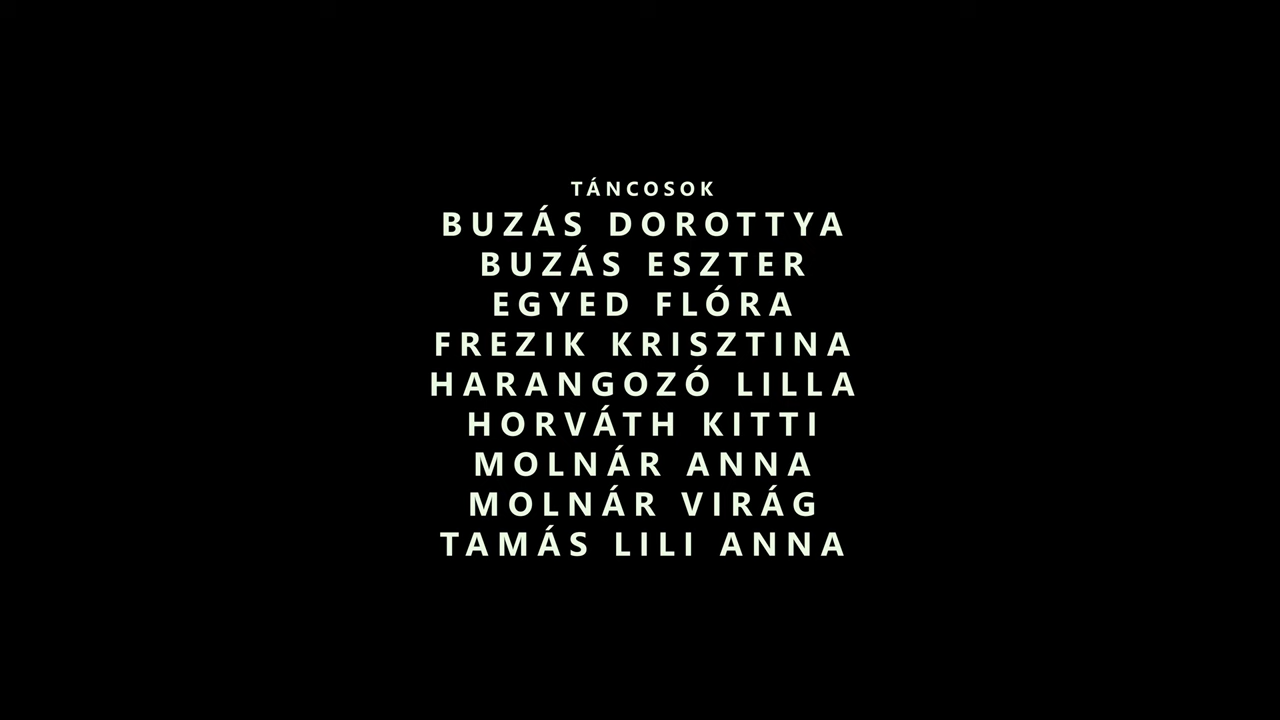 TÁNCOSOK
BUZÁS DOROTTYA
BUZÁS ESZTER
EGYED FLÓRA
FREZIK KRISZTINA
HARANGOZÓ LILLA
HORVÁTH KITTI
MOLNÁR ANNA
MOLNÁR VIRÁG
TAMÁS LILI ANNA